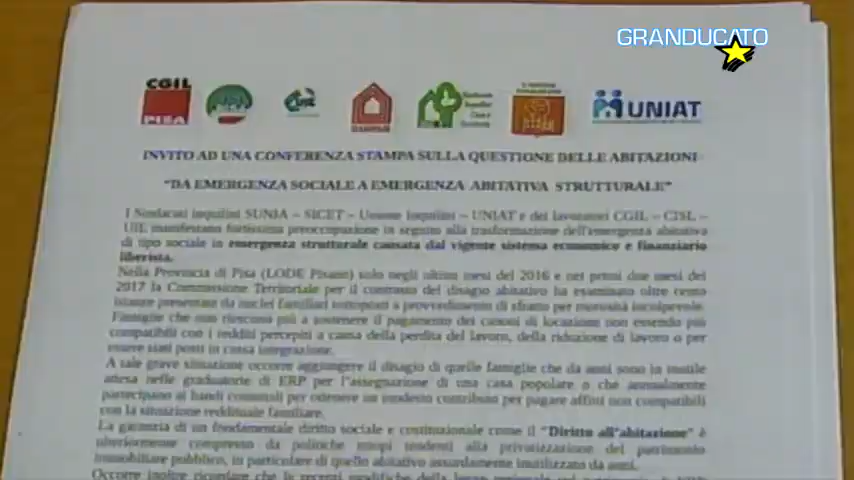 GRANDUCATO
CGIL
PISA
UNIAT
INVITO AD UNA CONFERENZA STAMPA SULLA QUESTIONE DELLE ABITAZIONI
"DA EMERGENZA SOCIALE A EMERGENZA ABITATIVA STRUTTURALE"
I Sindacati inquilini SUNIA – SICET – Unione Inquilini – UNIAT e dei lavoratori CGIL – CISL –
UIL manifestano fortissima preoccupazione in seguito alla trasformazione dell'emergenza abitativa
di tipo sociale in emergenza strutturale causata dal vigente sistema economico e finanziario
liberista.
Nella Provincia di Pisa (LODE Pisano) solo negli ultimi mesi del 2016 e nei primi due mesi del
2017 la Commissione Territoriale per il contrasto del disagio abitativo ha esaminato oltre cento
istanze presentate da nuclei familiari sottoposti a provvedimento di sfratto per morosità incolpevole.
Famiglie che non riescono più a sostenere il pagamento dei canoni di locazione non essendo più
compatibili con i redditi percepiti a causa della perdita del lavoro, della riduzione di lavoro o per
essere stati posti in cassa integrazione.
A tale grave situazione occorre aggiungere il disagio di quelle famiglie che da anni sono in inutile
attesa nelle graduatorie di ERP per l'assegnazione di una casa popolare o che annualmente
partecipano ai bandi comunali per ottenere un modesto contributo per pagare affitti non compatibili
con la situazione reddituale familiare.
La garanzia di un fondamentale diritto sociale e costituzionale come il "Diritto all'abitazione" è
ulteriormente compresso da politiche miopi tendenti alla privatizzazione del patrimonio
immobiliare pubblico, in particolare di quello abitativo assurdamente inutilizzato da anni.
Occorre inoltre ricordare che le recenti modifiche della legge regionale